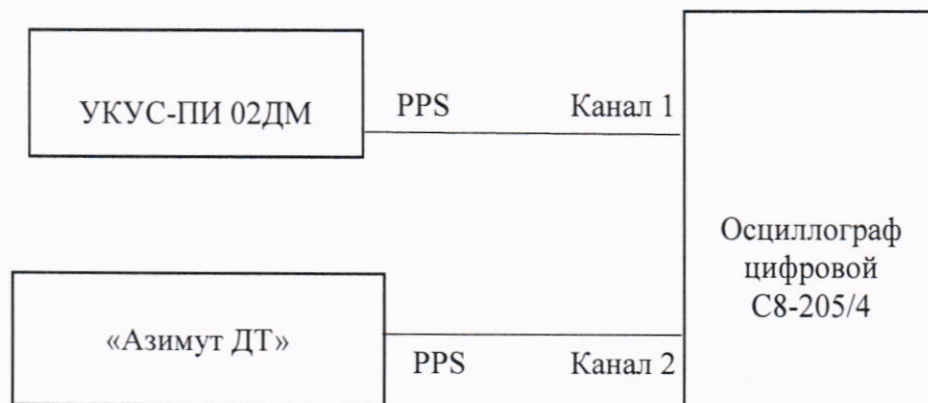 УКУС-ПИ 02ДМ
PPS
Канал 1
Осциллограф
цифровой
С8-205/4
«Азимут ДТ»
PPS
Канал 2